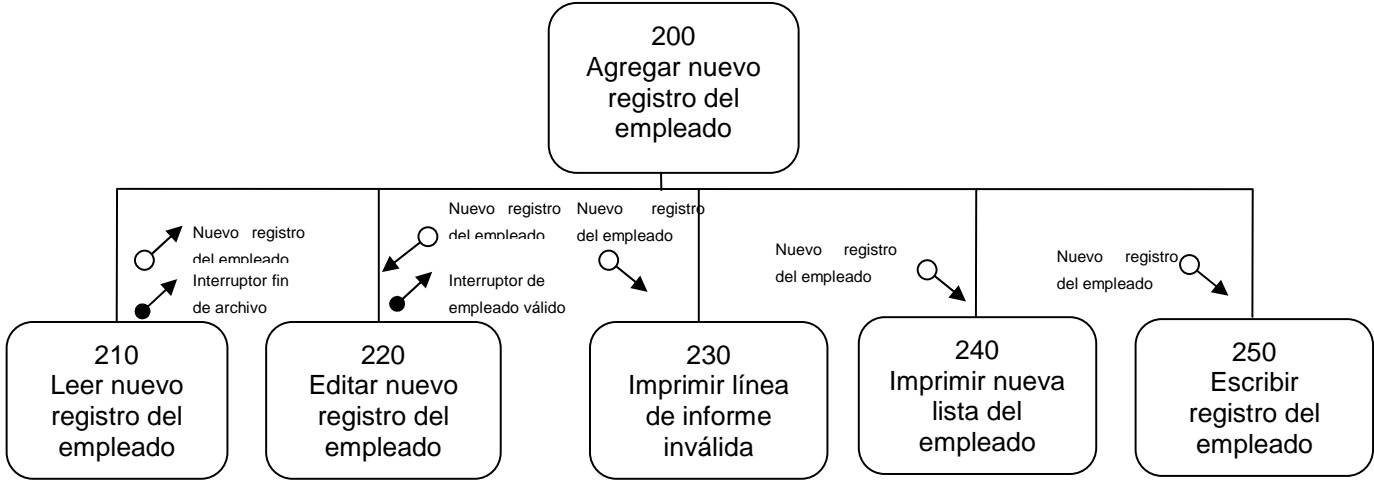 200
Agregar nuevo
registro del
empleado
Nuevo registro
del empleado
Interruptor fin
de archivo
Nuevo registro
del empleado
Interruptor de
empleado válido
Nuevo registro
del empleado
Nuevo registro
del empleado
Nuevo registro
del empleado
210
Leer nuevo
registro del
empleado
220
Editar nuevo
registro del
empleado
230
Imprimir línea
de informe
inválida
240
Imprimir nueva
lista del
empleado
250
Escribir
registro del
empleado